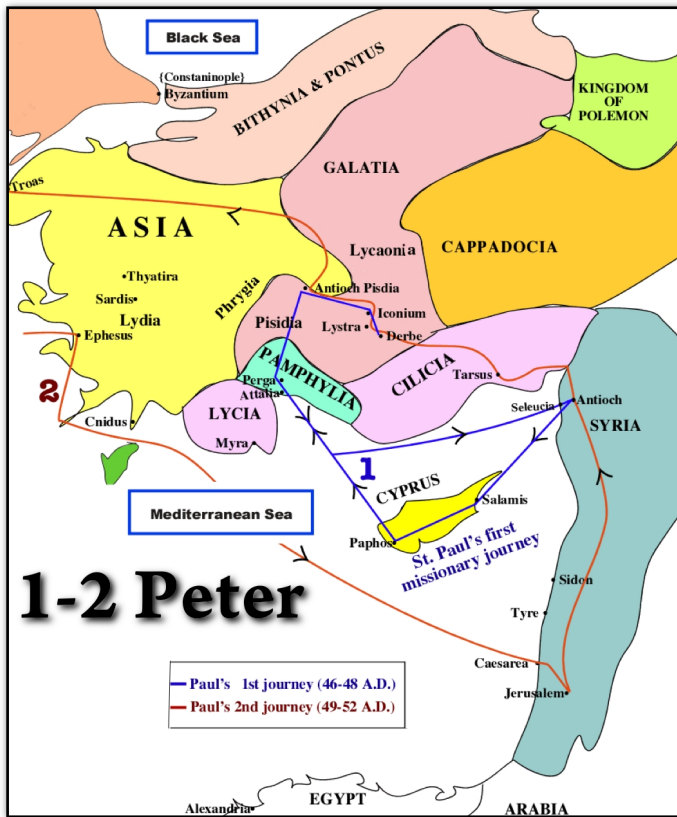 Black Sea
{Constaninople}
Byzantium
BITHYNIA & PONTUS
KINGDOM
OF
POLEMON
GALATIA
Troas
ASIA
Lycaonia
CAPPADOCIA
Thyatira
Phrygia
Antioch Pisdia
Sardis
Lydia
Pisidia
Iconium
Lystra
Derbe
Ephesus
PAMPHYLIA
CILICIA
Tarsus
Perga
Attalia
2
LYCIA
Seleucia
Antioch
Cnidus
SYRIA
Myra
1
CYPRUS
Salamis
Mediterranean Sea
Paphos
St. Paul's first
missionary journey
1-2 Peter
Sidon
Tyre
Caesarea
Jerusalem
Paul's 1st journey (46-48 A.D.)
Paul's 2nd journey (49-52 A.D.)
EGYPT
Alexandria
ARABIA